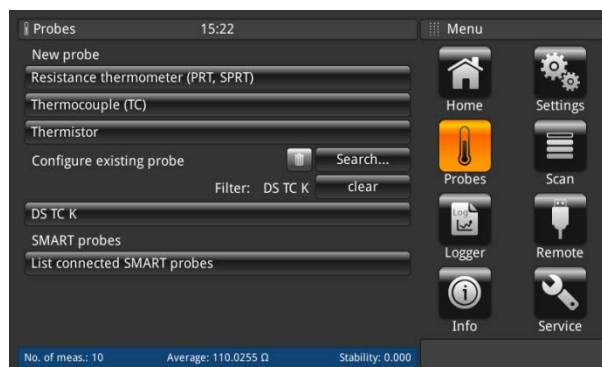 Probes 15:22
New probe
Resistance thermometer (PRT, SPRT)
Thermocouple (TC)
Thermistor
Configure existing probe Search...
Filter: DS TC K clear
DS TC K
SMART probes
List connected SMART probes
No. of meas.: 10 Average: 110.0255 Ω Stability: 0.000
Menu
Home Settings
Probes Scan
Log
Logger Remote
Info Service